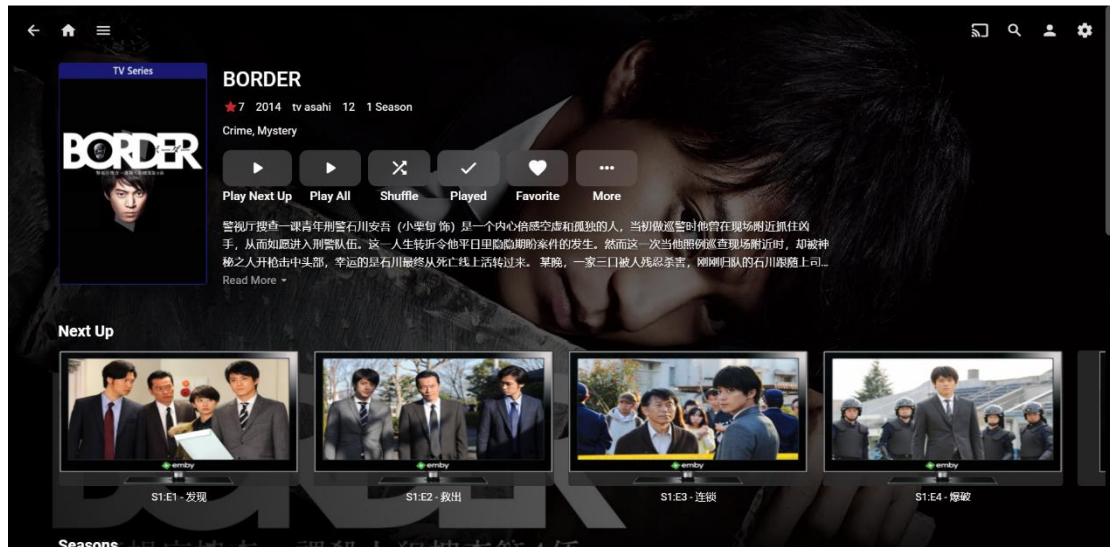 TV Series
BORDER
BORDER
7 2014 tv asahi 12 1 Season
Crime, Mystery
Play Next Up Play All Shuffle Played Favorite More
警视厅搜查一课青年刑警石川安吾（小栗旬 饰）是一个内心倍感空虚和孤独的人，当初做巡警时他曾在现场附近抓住凶
手，从而如愿进入刑警队伍。这一人生转折令他平日里隐隐期盼案件的发生。然而这一次当他照例巡查现场附近时，却被神
秘之人开枪击中头部，幸运的是石川最终从死亡线上活转过来。 某晚，一家三口被人残忍杀害，刚刚归队的石川跟随上司...
Read More
Next Up
emby emby emby emby
S1:E1 - 发现 S1:E2 - 救出 S1:E3 - 连锁 S1:E4 - 爆破
BORDER
Seasons